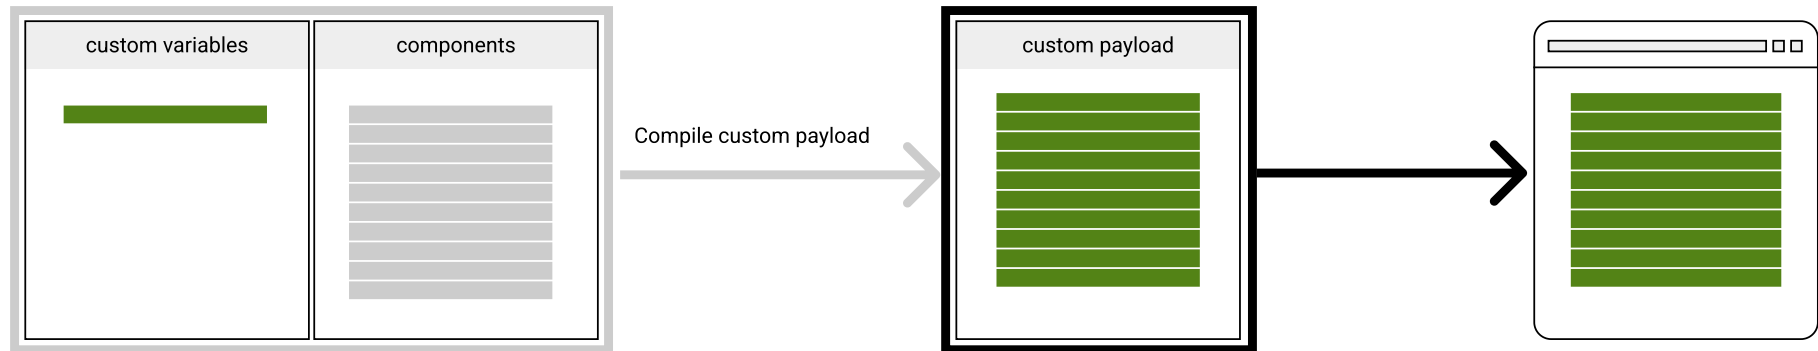 custom variables
components
Compile custom payload
custom payload